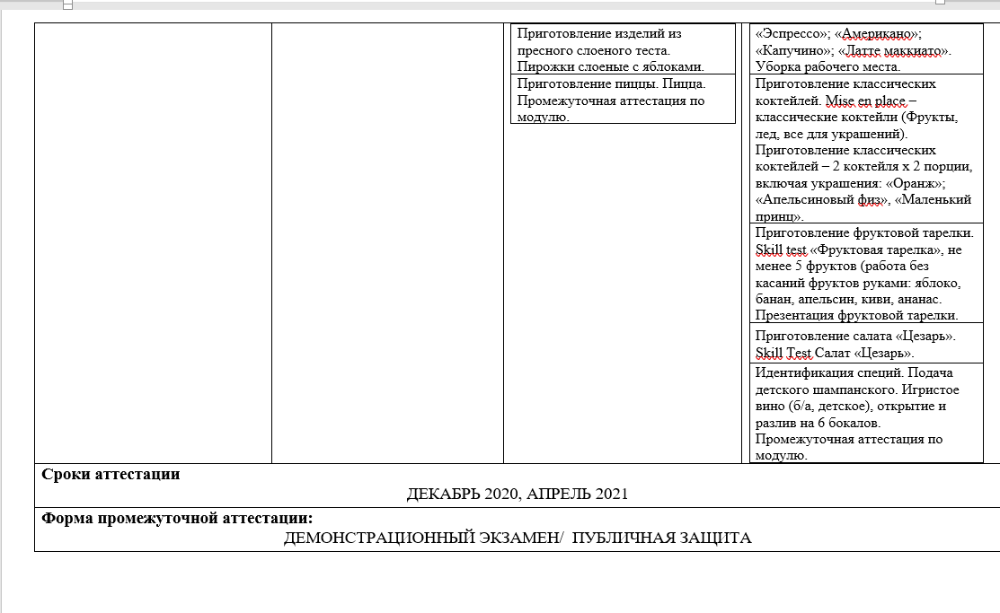 Приготовление изделий из
пресного слоеного теста.
Пирожки слоеные с яблоками.
Приготовление пиццы. Пицца.
Промежуточная аттестация по
модулю.
«Эспрессо»; «Американо»;
«Капучино»; «Латте маккиато».
Уборка рабочего места.
Приготовление классических
коктейлей. Mise en place –
классические коктейли (Фрукты,
лед, все для украшений).
Приготовление классических
коктейлей – 2 коктейля х 2 порции,
включая украшения: «Оранж»;
«Апельсиновый физ», «Маленький
принц».
Приготовление фруктовой тарелки.
Skill test «Фруктовая тарелка», не
менее 5 фруктов (работа без
касаний фруктов руками: яблоко,
банан, апельсин, киви, ананас.
Презентация фруктовой тарелки.
Приготовление салата «Цезарь».
Skill Test Салат «Цезарь».
Идентификация специй. Подача
детского шампанского. Игристое
вино (б/а, детское), открытие и
разлив на 6 бокалов.
Промежуточная аттестация по
модулю.
Сроки аттестации
ДЕКАБРЬ 2020, АПРЕЛЬ 2021
Форма промежуточной аттестации:
ДЕМОНСТРАЦИОННЫЙ ЭКЗАМЕН/ ПУБЛИЧНАЯ ЗАЩИТА